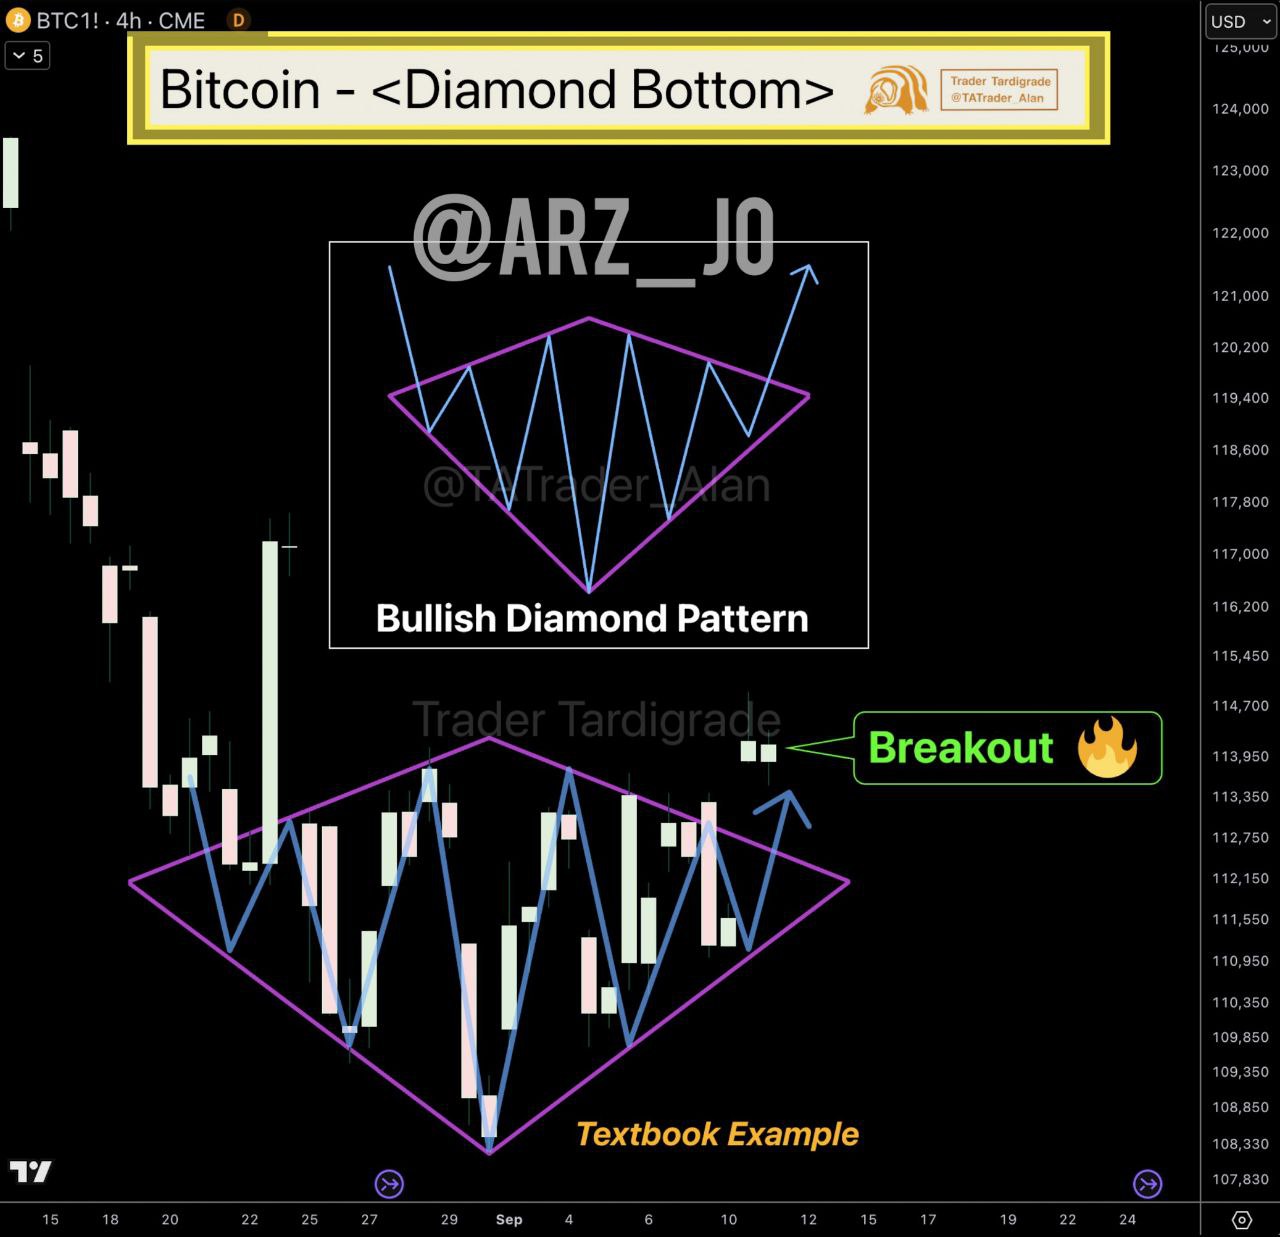 BTC1! · 4h · CME D
USD
5
Bitcoin - <Diamond Bottom>
Trader Tardigrade
@TATrader_Alan
@ARZ__JO
@TATrader_Alan
Bullish Diamond Pattern
Trader Tardigrade
Breakout 🔥
Textbook Example
125,000
124,000
123,000
122,000
121,000
120,200
119,400
118,600
117,800
117,000
116,200
115,450
114,700
113,950
113,350
112,750
112,150
111,550
110,950
110,350
109,850
109,350
108,850
108,330
107,830
15 18 20 22 25 27 29 Sep 4 6 10 12 15 17 19 22 24